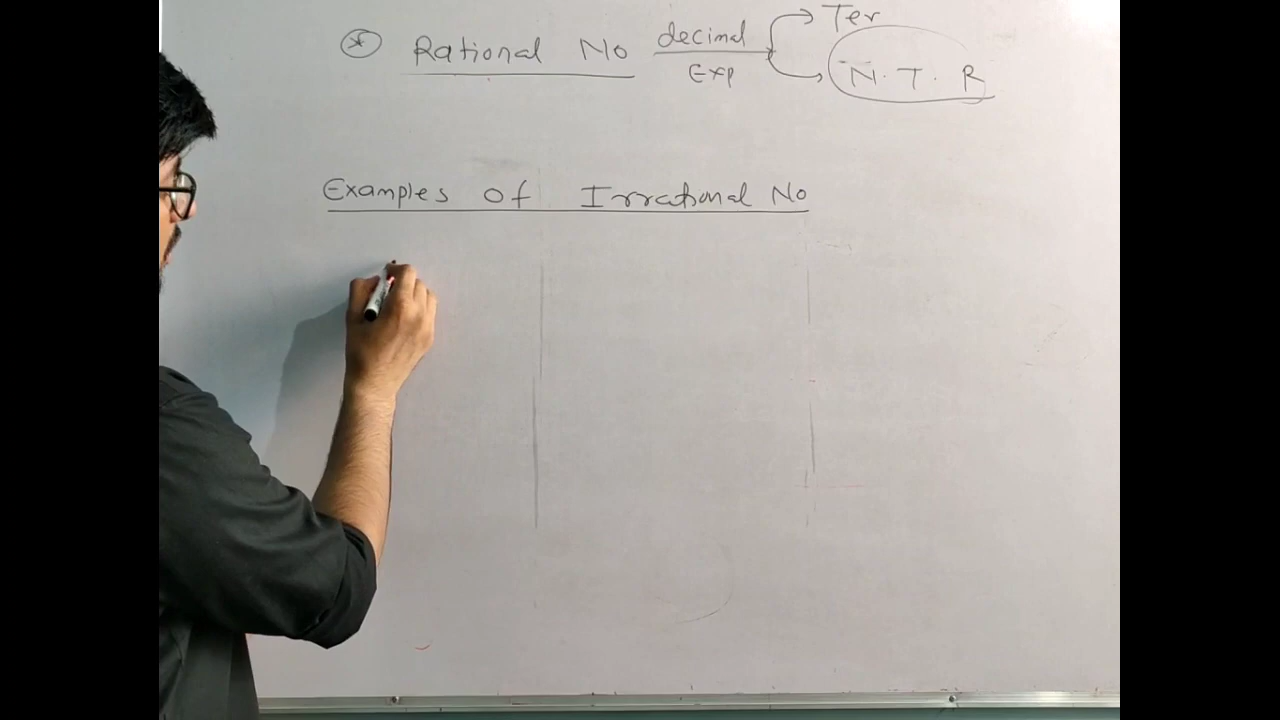 Ter
* Rational No decimal
Exp
N. T. R
Examples Of Irrational No